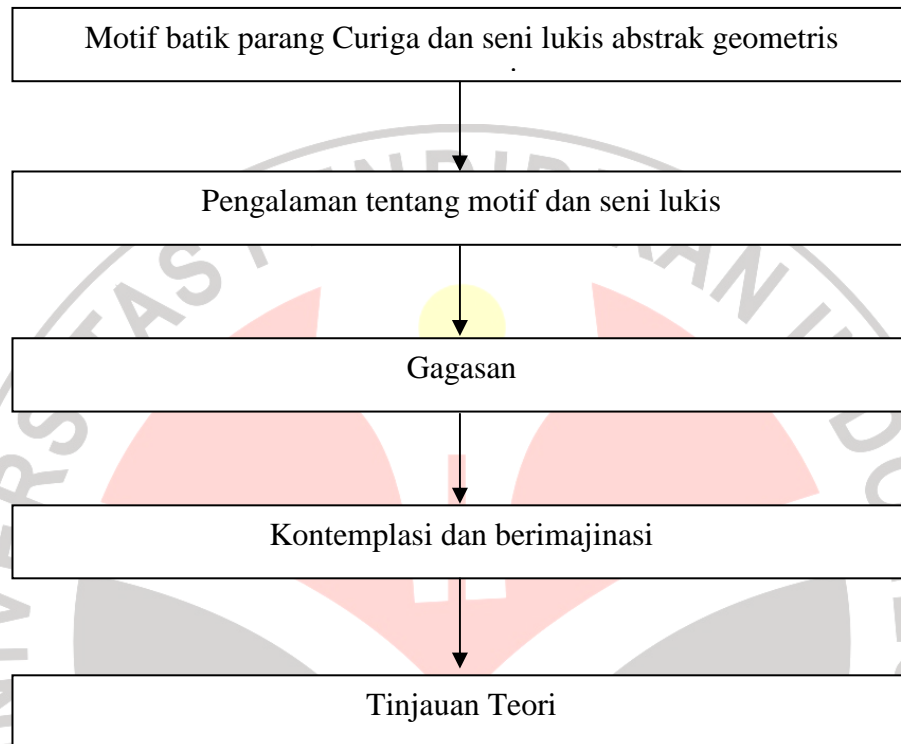 Motif batik parang Curiga dan seni lukis abstrak geometris
Pengalaman tentang motif dan seni lukis
Gagasan
Kontemplasi dan berimajinasi
Tinjauan Teori